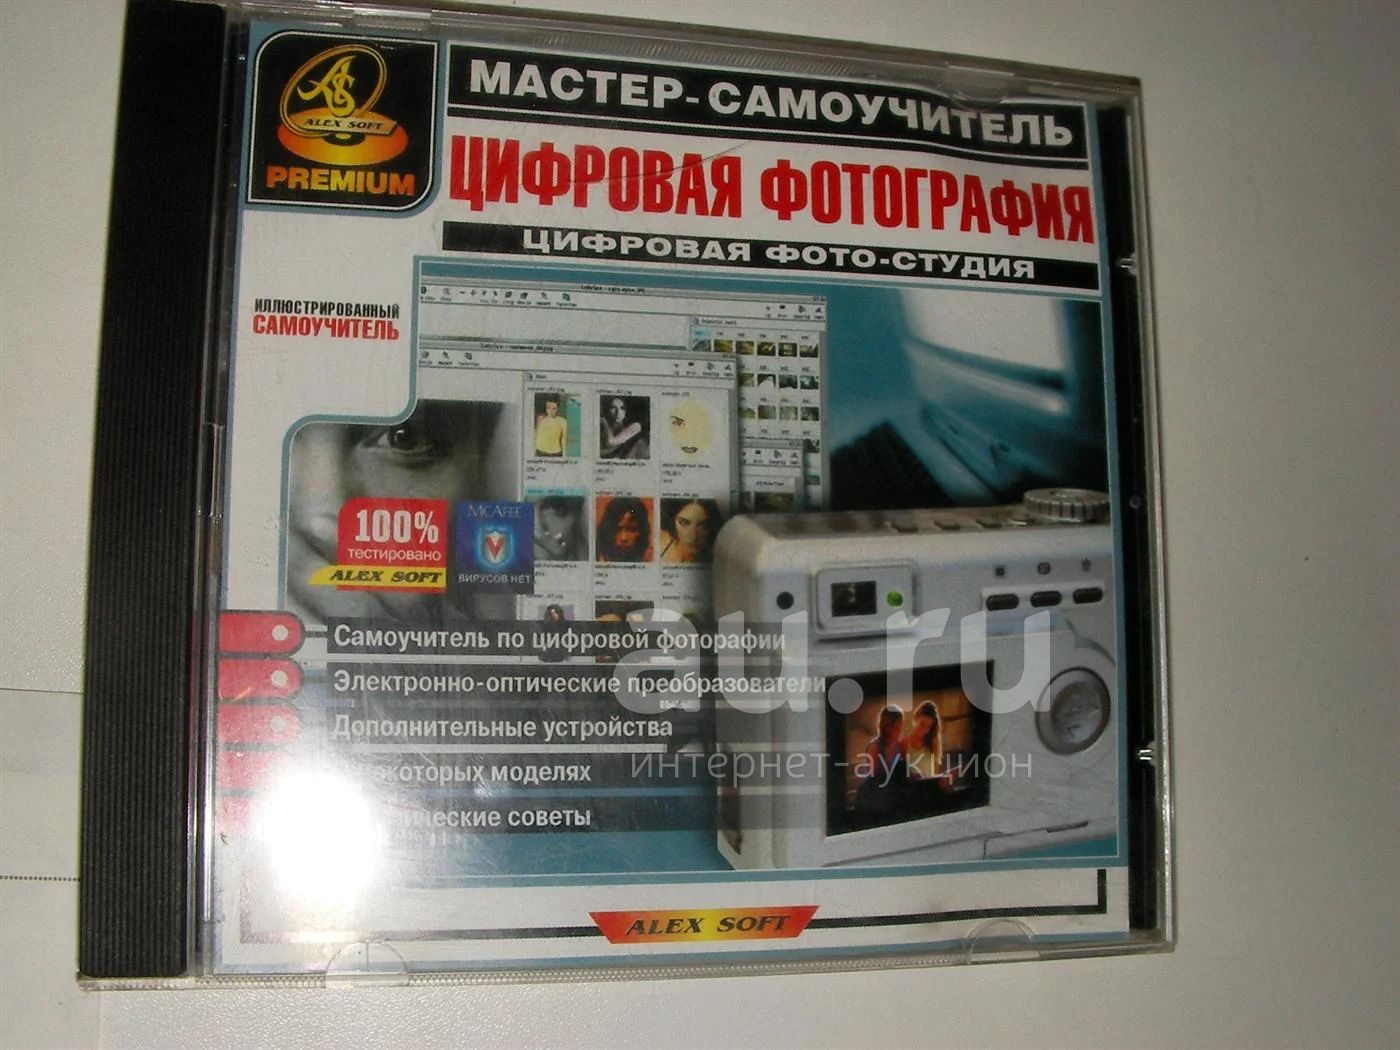 ALEX SOFT
PREMIUM
МАСТЕР-САМОУЧИТЕЛЬ
ЦИФРОВАЯ ФОТОГРАФИЯ
ЦИФРОВАЯ ФОТО-СТУДИЯ
ИЛЛЮСТРИРОВАННЫЙ
САМОУЧИТЕЛЬ
100%
тестировано
ALEX SOFT
MCAFEE
ВИРУСОВ НЕТ
Самоучитель по цифровой фоторафии
Электронно-оптические преобразователи
Дополнительные устройства
моделях
советы
au.ru
интернет-аукцион
ALEX SOFT